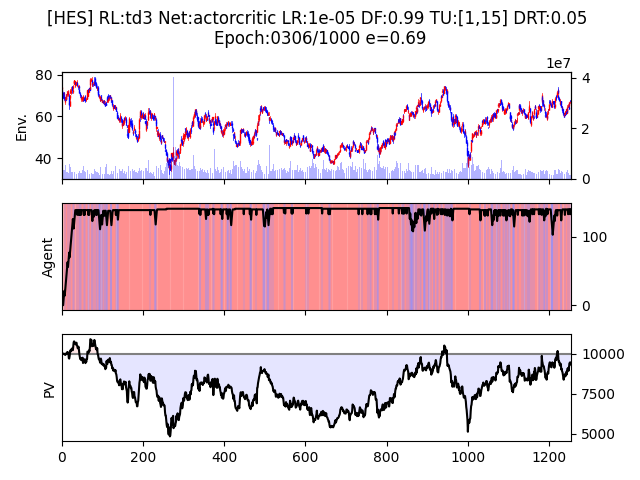 [HES] RL:td3 Net:actorcritic LR:1e-05 DF:0.99 TU:[1,15] DRT:0.05
Epoch:0306/1000 e=0.69
1e7
80
60
40
Env.
4
2
0
Agent
100
0
PV
10000
7500
5000
0 200 400 600 800 1000 1200